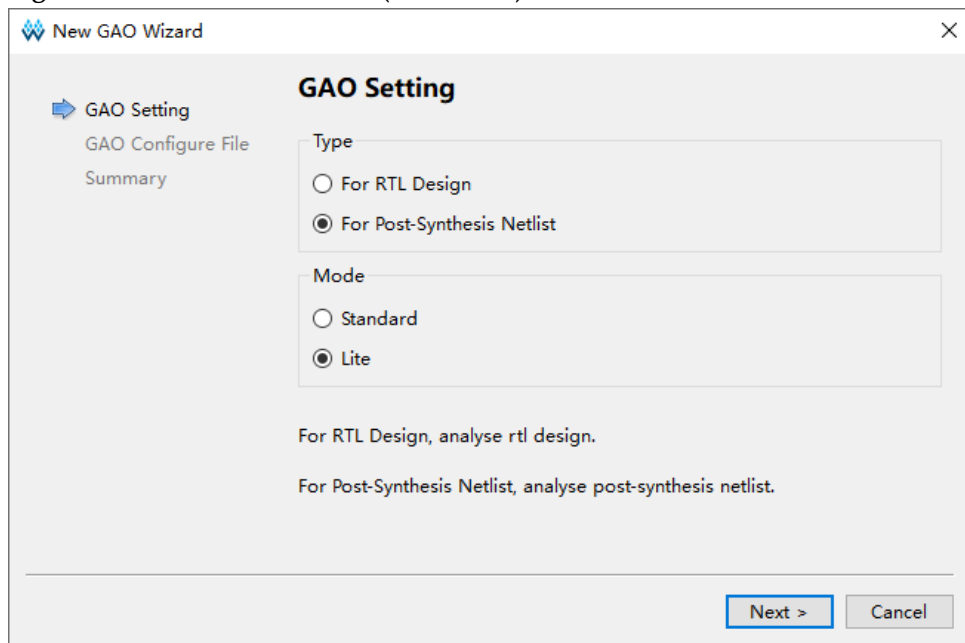 New GAO Wizard
GAO Setting
GAO Configure File
Summary
GAO Setting
Type
For RTL Design
For Post-Synthesis Netlist
Mode
Standard
Lite
For RTL Design, analyse rtl design.
For Post-Synthesis Netlist, analyse post-synthesis netlist.
Next >
Cancel